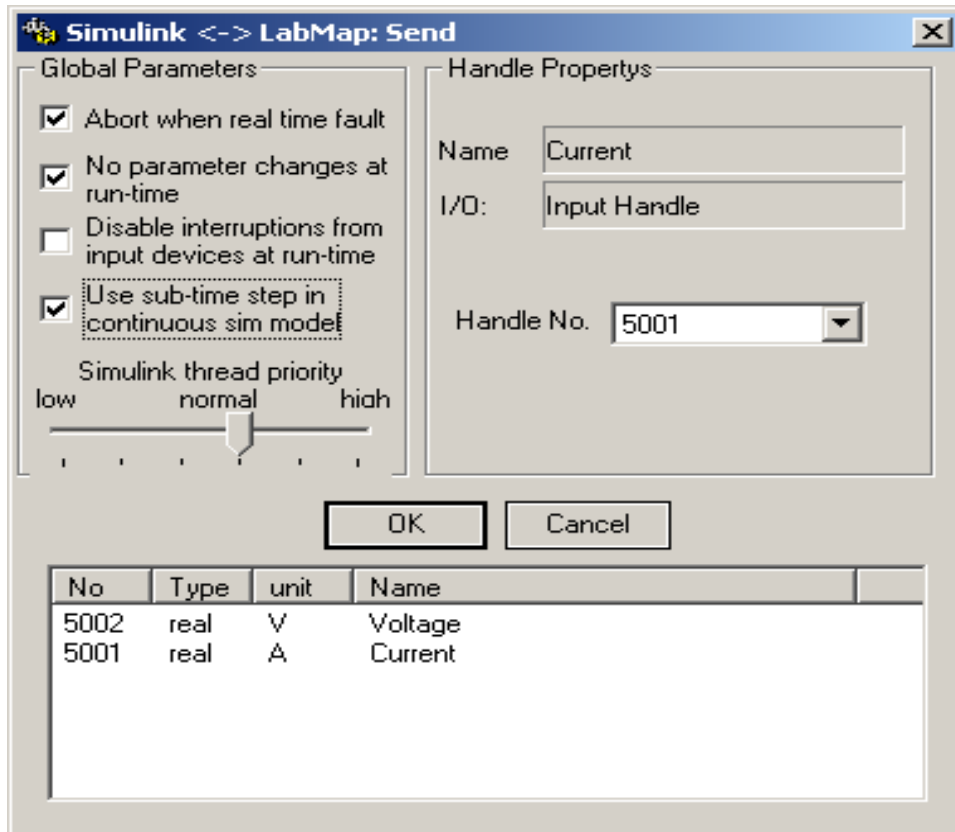 Simulink <-> LabMap: Send
Global Parameters
Abort when real time fault
No parameter changes at
run-time
Disable interruptions from
input devices at run-time
Use sub-time step in
continuous sim model
Simulink thread priority
low normal high
Handle Propertys
Name Current
I/O: Input Handle
Handle No. 5001
OK Cancel
No Type unit Name
5002 real V Voltage
5001 real A Current